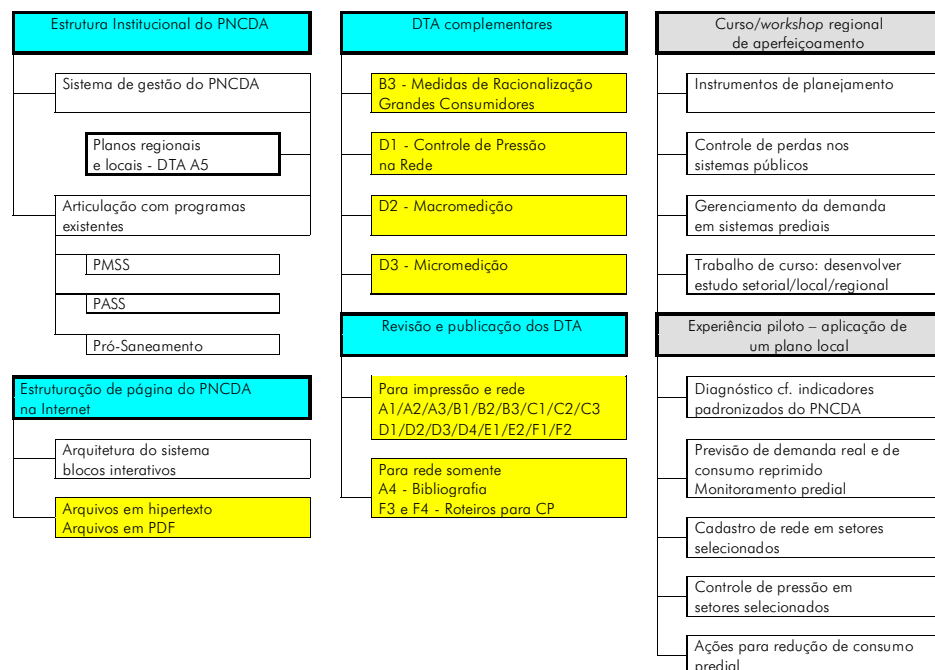 Estrutura Institucional do PNCDA
Sistema de gestão do PNCDA
Planos regionais
e locais - DTA A5
Articulação com programas
existentes
PMSS
PASS
Pró-Saneamento
Estruturação de página do PNCDA
na Internet
Arquitetura do sistema
blocos interativos
Arquivos em hipertexto
Arquivos em PDF
DTA complementares
B3 - Medidas de Racionalização
Grandes Consumidores
D1 - Controle de Pressão
na Rede
D2 - Macromedição
D3 - Micromedição
Revisão e publicação dos DTA
Para impressão e rede
A1/A2/A3/B1/B2/B3/C1/C2/C3
D1/D2/D3/D4/E1/E2/F1/F2
Para rede somente
A4 - Bibliografia
F3 e F4 - Roteiros para CP
Curso/workshop regional
de aperfeiçoamento
Instrumentos de planejamento
Controle de perdas nos
sistemas públicos
Gerenciamento da demanda
em sistemas prediais
Trabalho de curso: desenvolver
estudo setorial/local/regional
Experiência piloto – aplicação de
um plano local
Diagnóstico cf. indicadores
padronizados do PNCDA
Previsão de demanda real e de
consumo reprimido
Monitoramento predial
Cadastro de rede em setores
selecionados
Controle de pressão em
setores selecionados
Ações para redução de consumo
predial